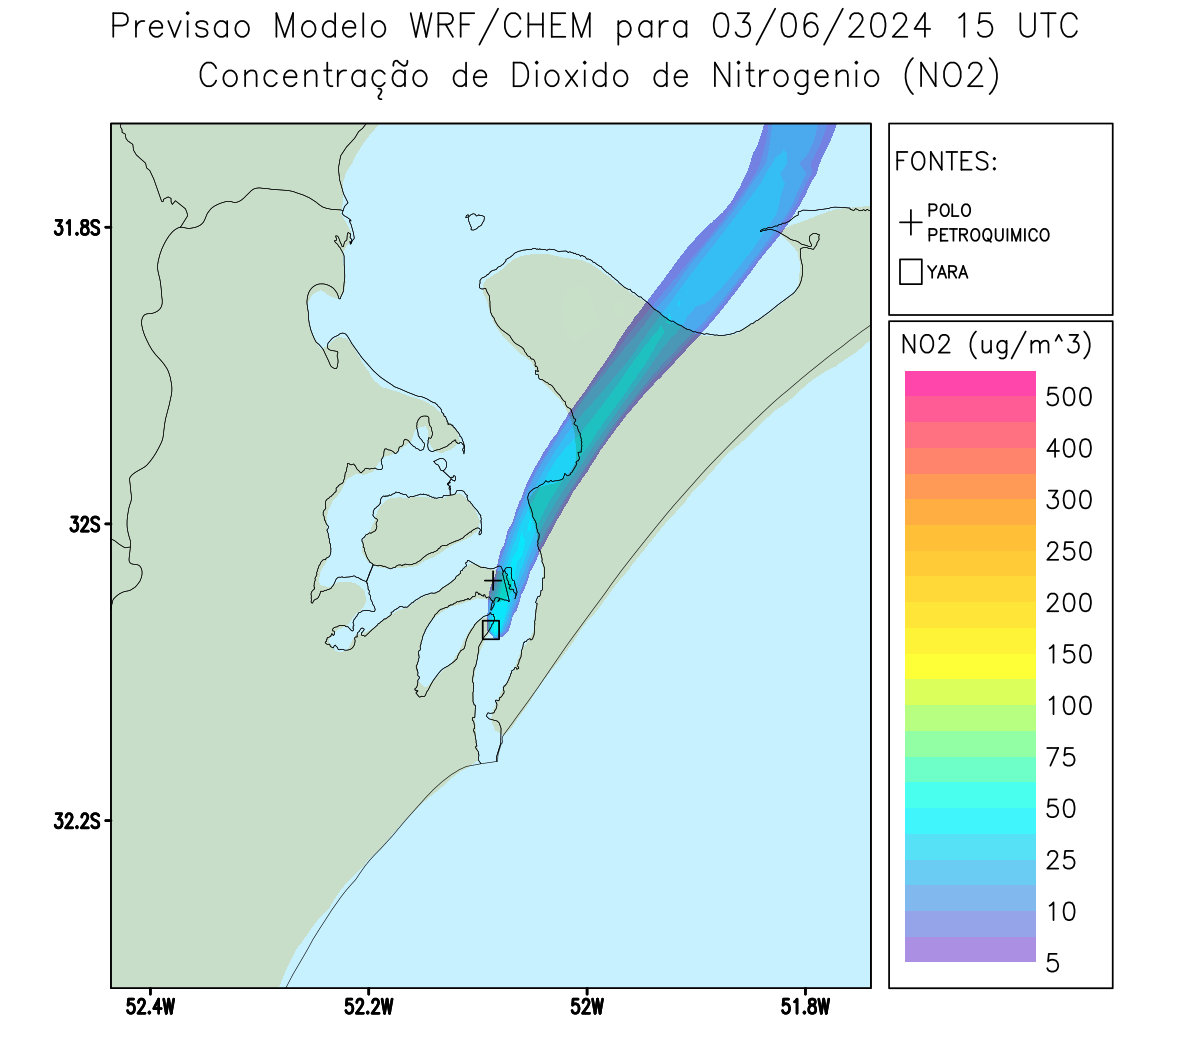 Previsao Modelo WRF/CHEM para 03/06/2024 15 UTC
Concentração de Dioxido de Nitrogenio (NO2)
FONTES:
POLO
PETROQUIMICO
YARA
NO2 (ug/m^3)
500
400
300
250
200
150
100
75
50
25
10
5
31.8S
32S
32.2S
52.4W
52.2W
52W
51.8W